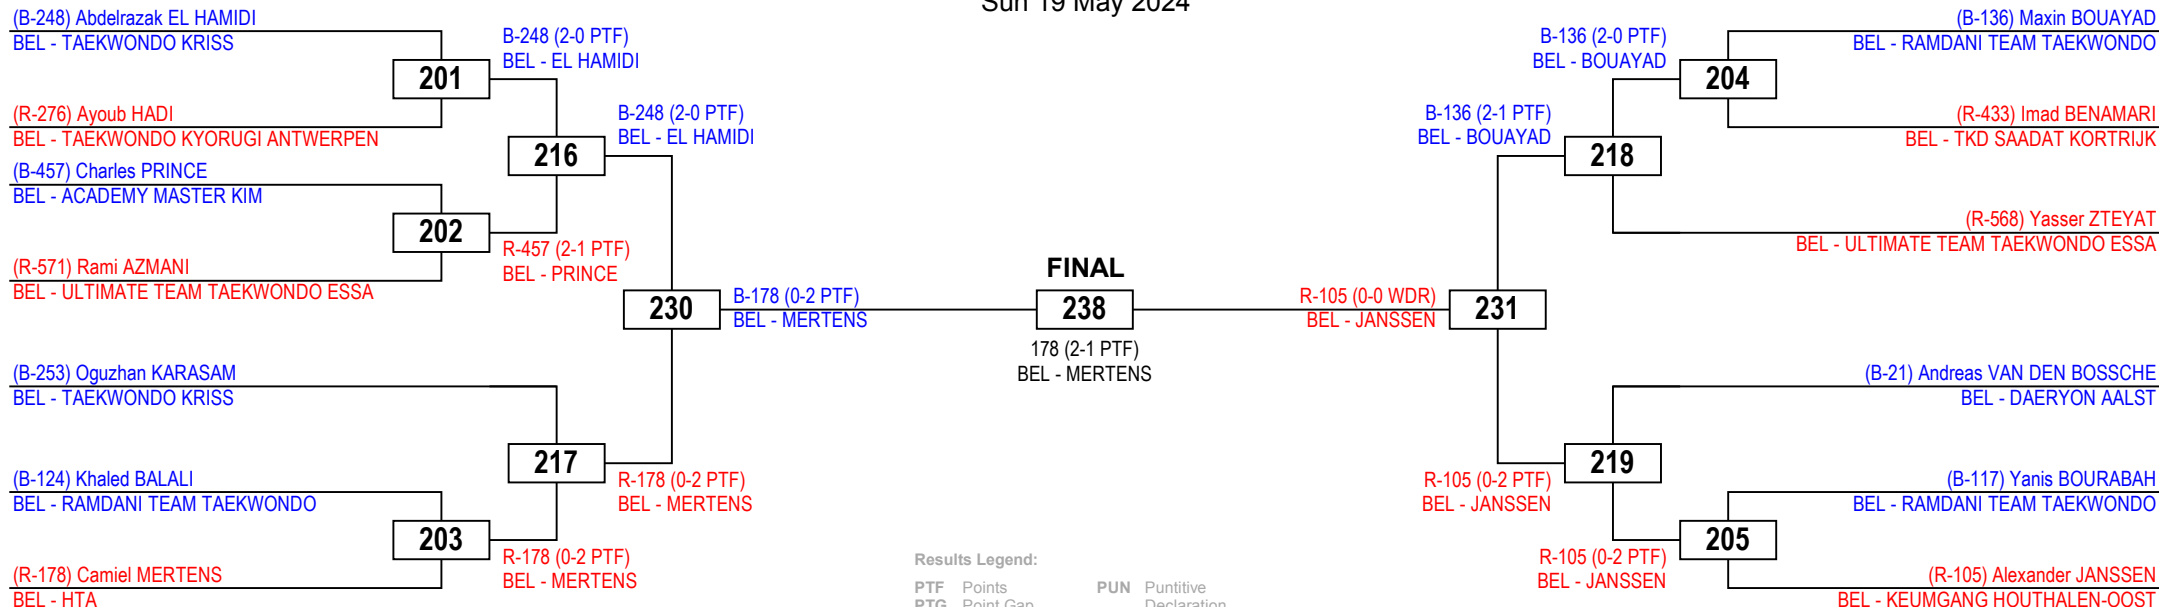 Sun 19 May 2024
(B-248) Abdelrazak EL HAMIDI
BEL - TAEKWONDO KRISS
(R-276) Ayoub HADI
BEL - TAEKWONDO KYORUGI ANTWERPEN
(B-457) Charles PRINCE
BEL - ACADEMY MASTER KIM
(R-571) Rami AZMANI
BEL - ULTIMATE TEAM TAEKWONDO ESSA
(B-253) Oguzhan KARASAM
BEL - TAEKWONDO KRISS
(B-124) Khaled BALALI
BEL - RAMDANI TEAM TAEKWONDO
(R-178) Camiel MERTENS
BEL - HTA
201
202
203
B-248 (2-0 PTF)
BEL - EL HAMIDI
R-457 (2-1 PTF)
BEL - PRINCE
R-178 (0-2 PTF)
BEL - MERTENS
216
217
B-248 (2-0 PTF)
BEL - EL HAMIDI
R-178 (0-2 PTF)
BEL - MERTENS
230
B-178 (0-2 PTF)
BEL - MERTENS
FINAL
238
178 (2-1 PTF)
BEL - MERTENS
R-105 (0-0 WDR)
BEL - JANSSEN
231
B-136 (2-1 PTF)
BEL - BOUAYAD
R-105 (0-2 PTF)
BEL - JANSSEN
218
219
B-136 (2-0 PTF)
BEL - BOUAYAD
R-105 (0-2 PTF)
BEL - JANSSEN
204
205
(B-136) Maxin BOUAYAD
BEL - RAMDANI TEAM TAEKWONDO
(R-433) Imad BENAMARI
BEL - TKD SAADAT KORTRIJK
(R-568) Yasser ZTEYAT
BEL - ULTIMATE TEAM TAEKWONDO ESSA
(B-21) Andreas VAN DEN BOSSCHE
BEL - DAERYON AALST
(B-117) Yanis BOURABAH
BEL - RAMDANI TEAM TAEKWONDO
(R-105) Alexander JANSSEN
BEL - KEUMGANG HOUTHALEN-OOST
Results Legend:
PTF Points
PTG Point Gap
PUN Puntitive
Declaration